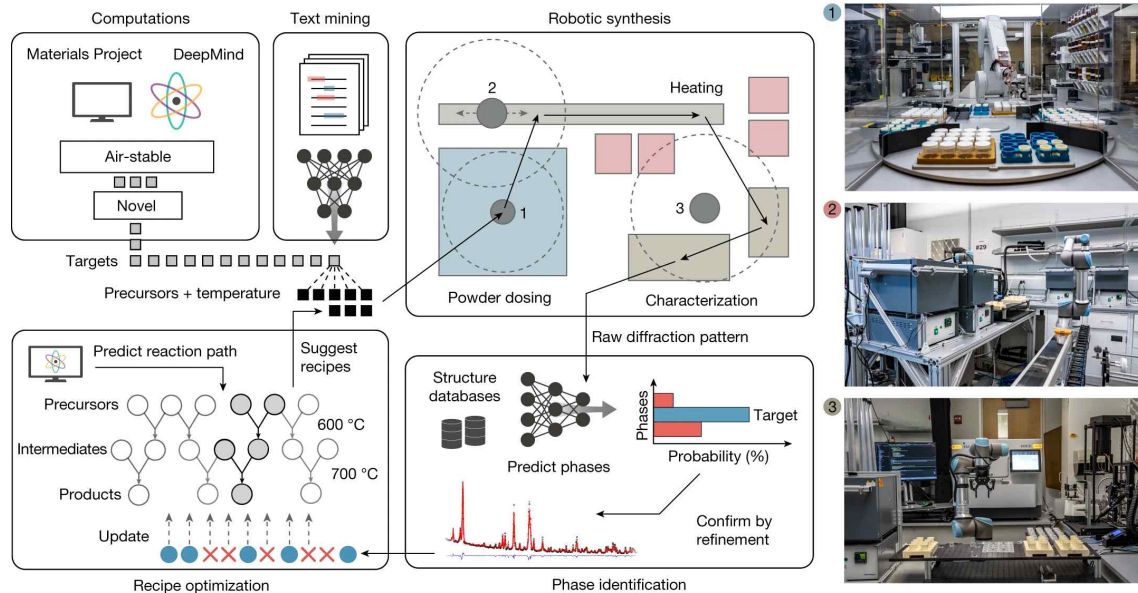 Computations
Text mining
Robotic synthesis
Materials Project
DeepMind
Air-stable
Novel
Targets
Precursors + temperature
2
Heating
1
3
Powder dosing
Characterization
Raw diffraction pattern
Predict reaction path
Suggest
recipes
Precursors
600 °C
Intermediates
700 °C
Products
Update
Recipe optimization
Structure
databases
Predict phases
Phases
Target
Probability (%)
Confirm by
refinement
Phase identification
1
2
#29
3